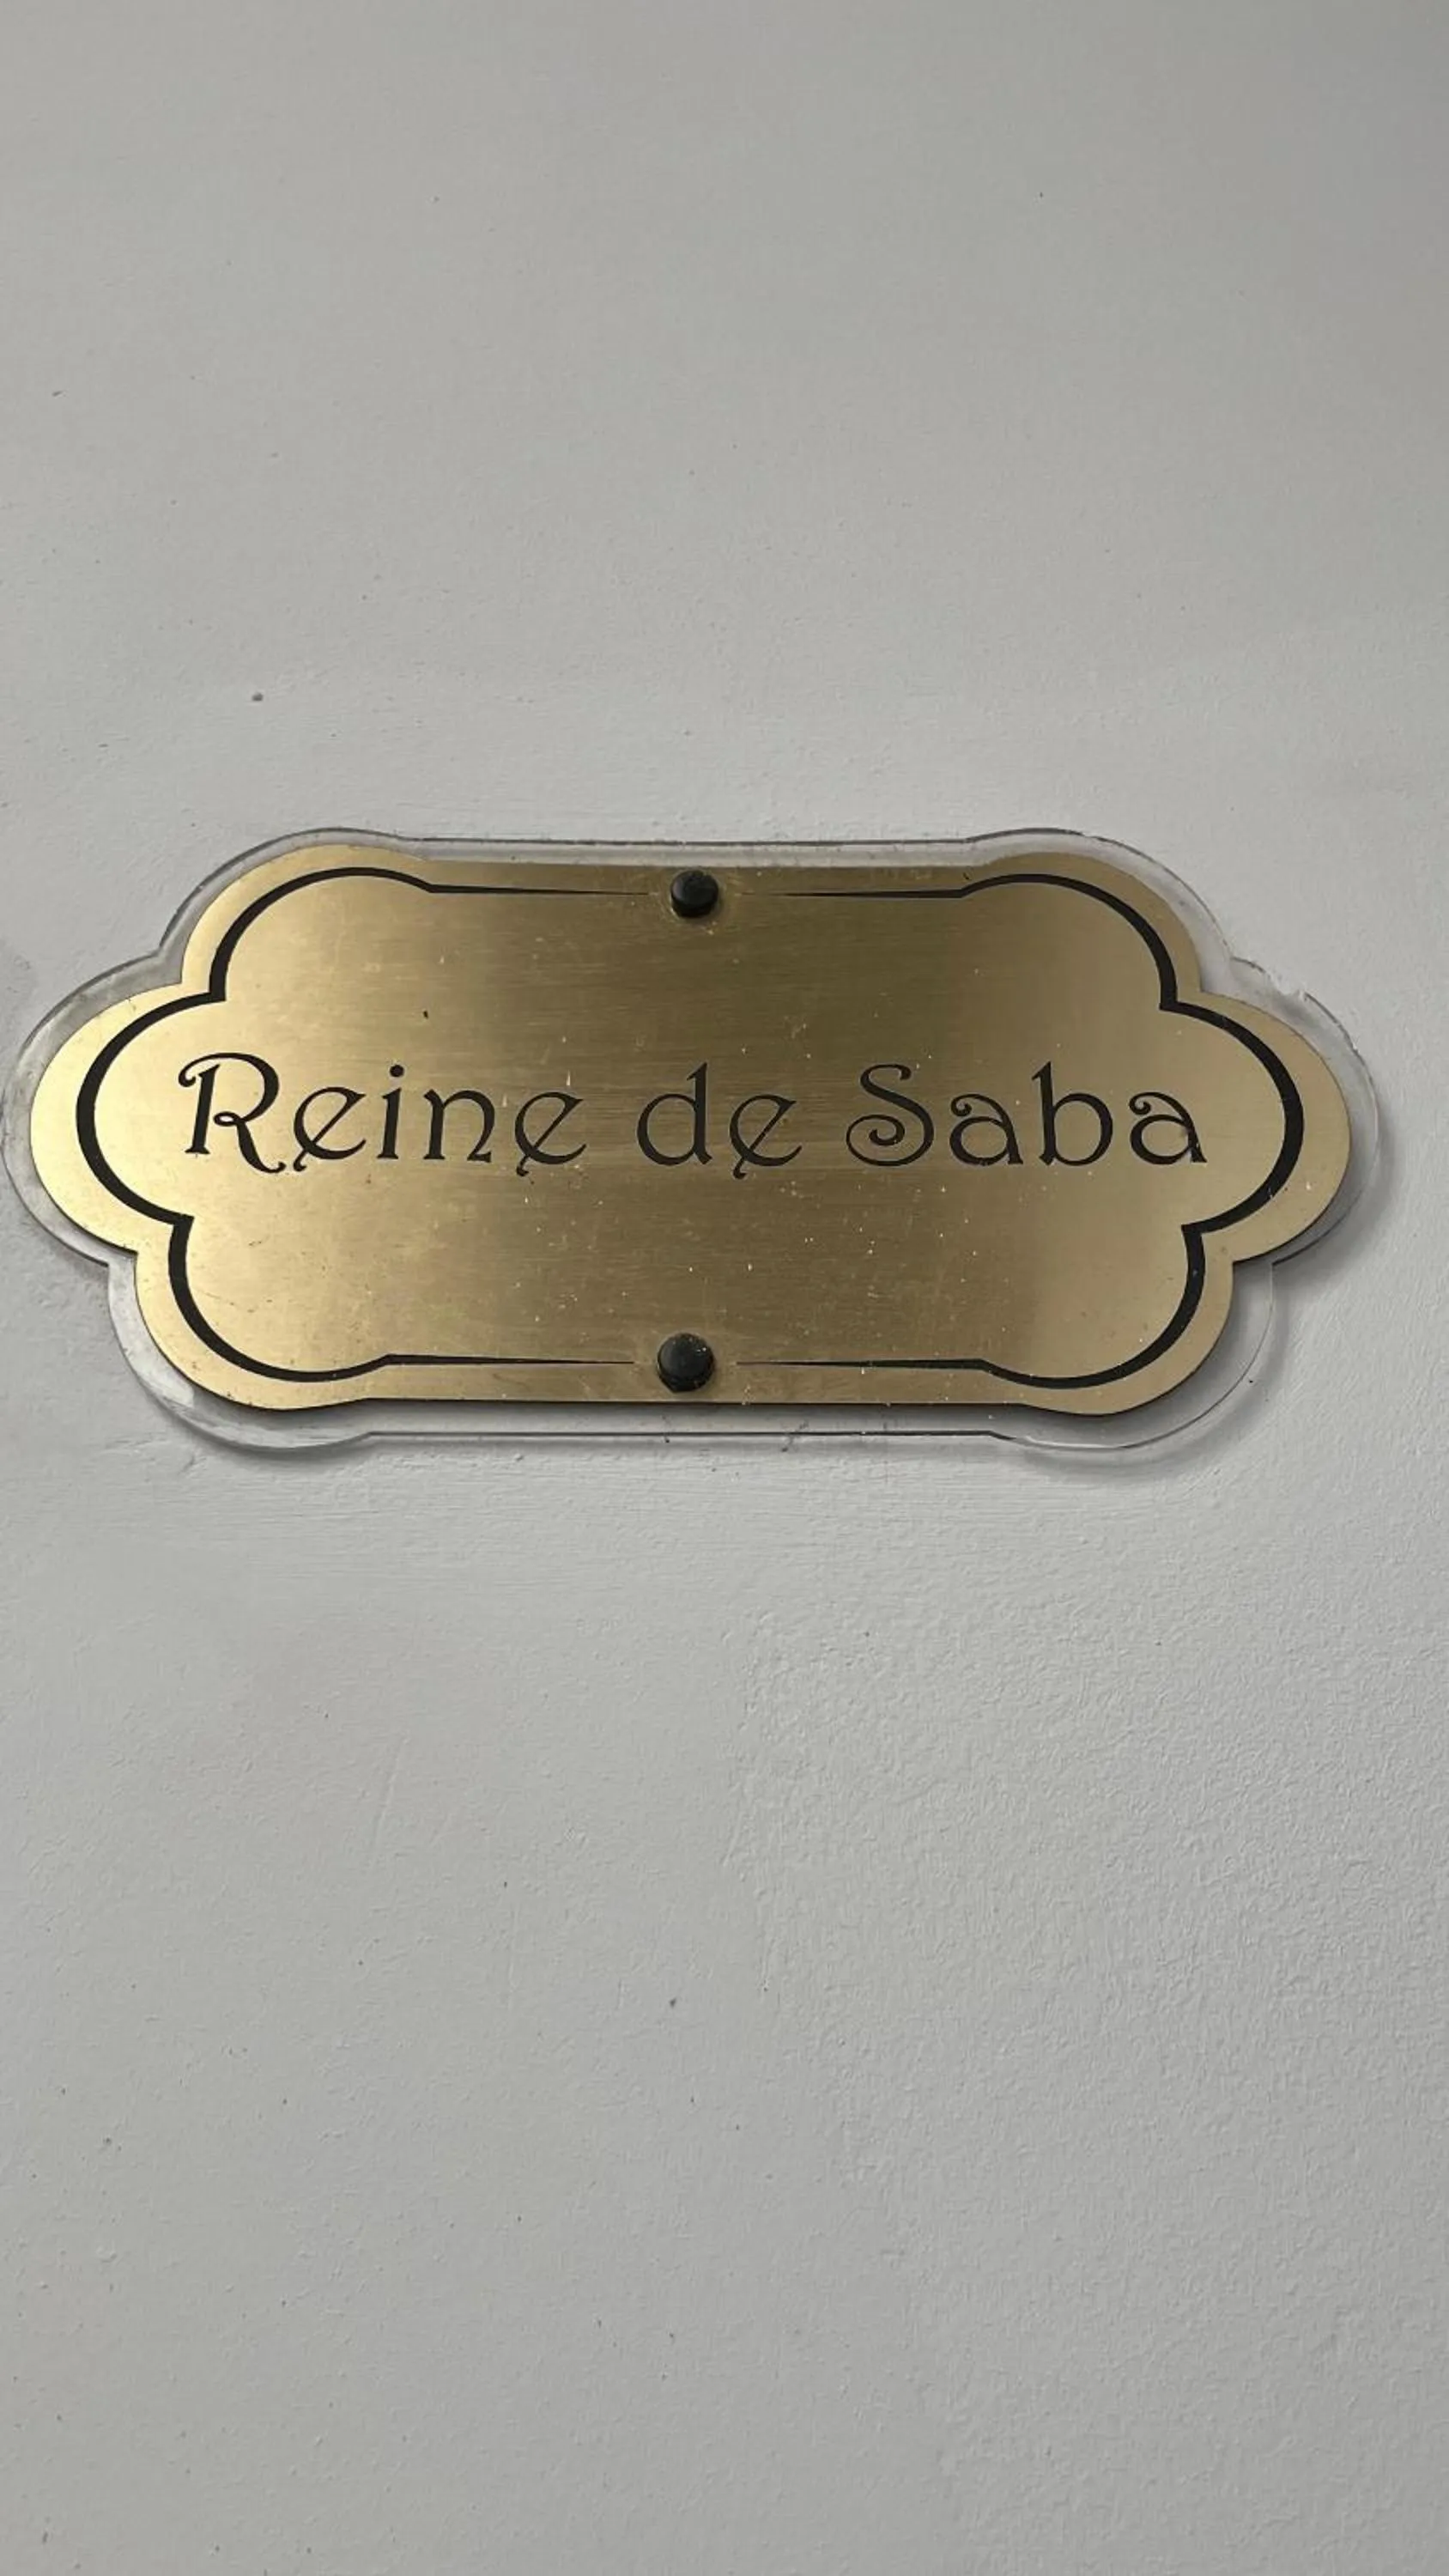 Reine de Saba